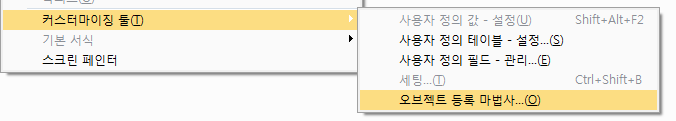 커스터마이징 툴(T)
기본 서식
스크린 페인터
사용자 정의 값 - 설정(U) Shift+Alt+F2
사용자 정의 테이블 - 설정...(S)
사용자 정의 필드 - 관리...(E)
세팅...(T) Ctrl+Shift+B
오브젝트 등록 마법사...(O)